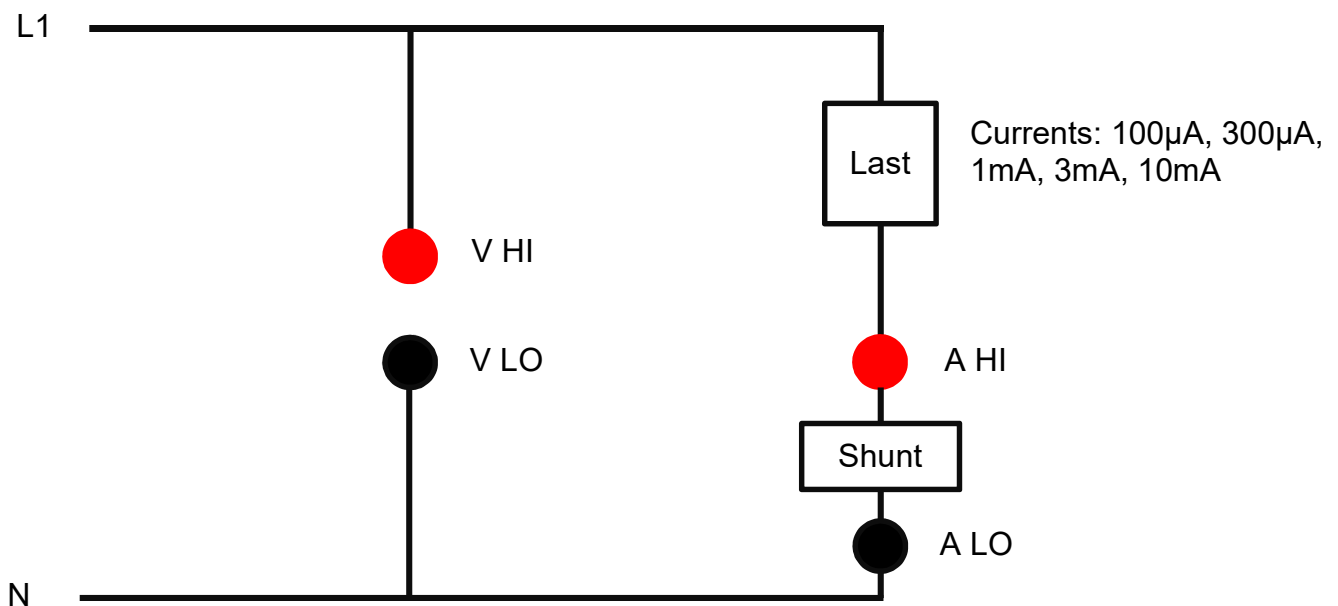 L1
Last
Currents: 100µA, 300µA,
1mA, 3mA, 10mA
V HI
V LO
A HI
Shunt
A LO
N